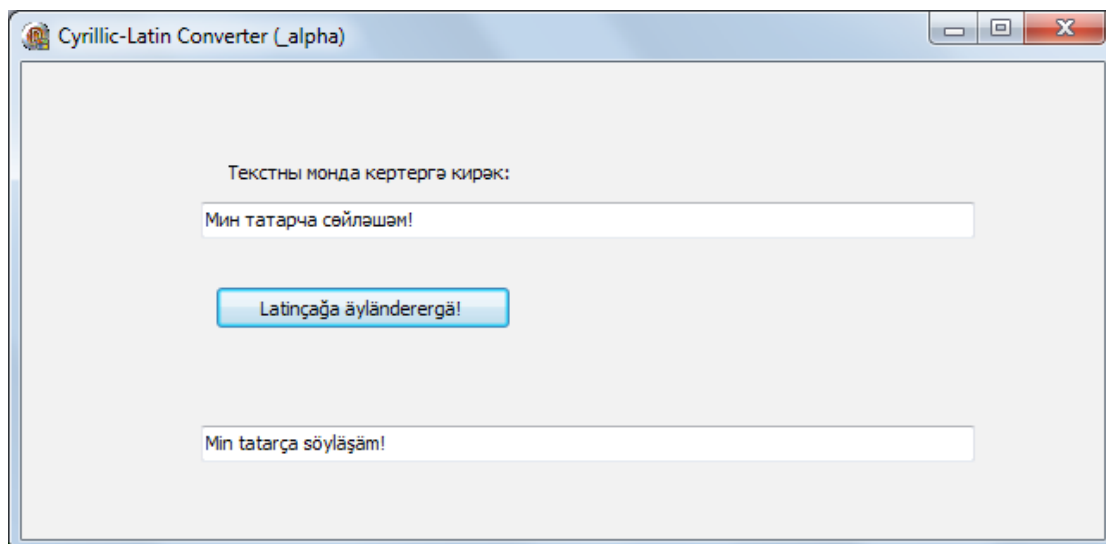 Cyrillic-Latin Converter (_alpha)
Текстны монда кертергә кирәк:
Мин татарча сөйләшәм!
Latinçağa äyländerergä!
Min tatarça söyläşäm!